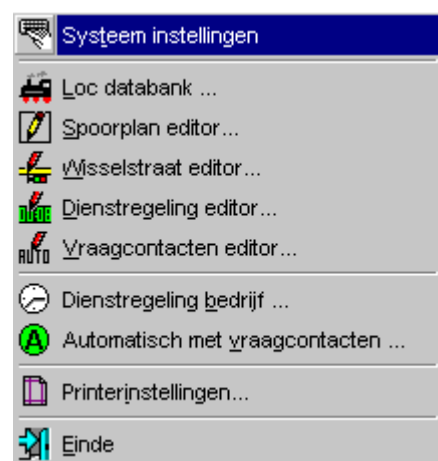 Systeem instellingen
Loc databank ...
Spoorplan editor...
Wisselstraat editor...
Dienstregeling editor...
AUTO Vraagcontacten editor...
Dienstregeling bedrijf ...
A Automatisch met vraagcontacten ...
Printerinstellingen...
Einde